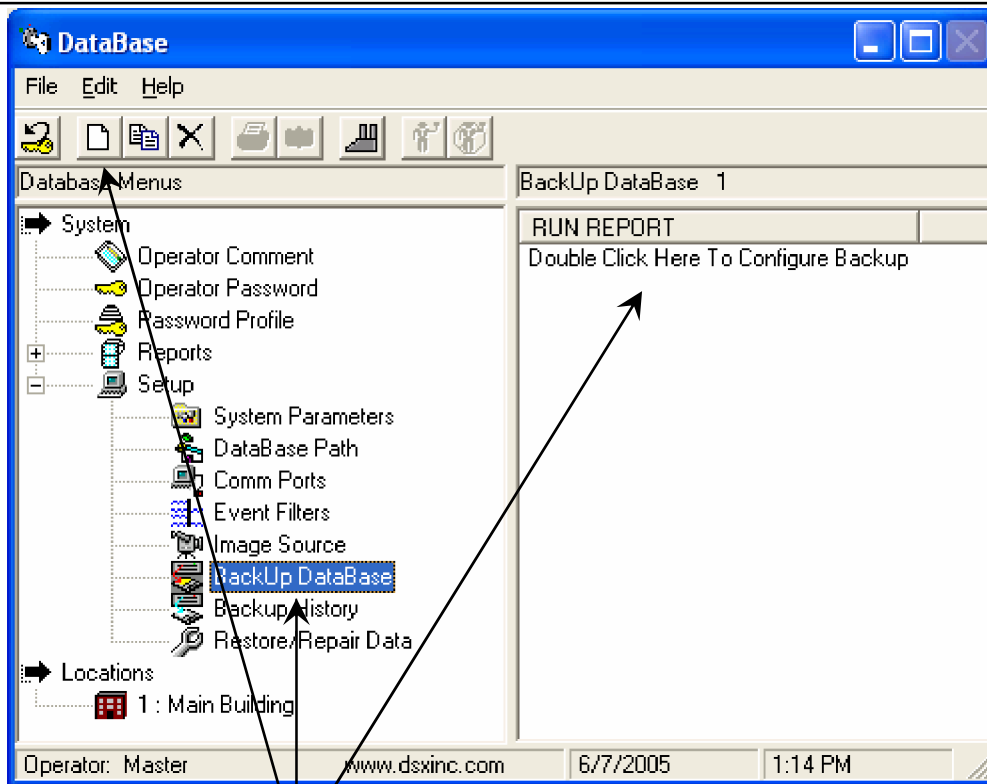 DataBase
File Edit Help
Database Menus
BackUp DataBase 1
System
Operator Comment
Operator Password
Password Profile
Reports
Setup
System Parameters
DataBase Path
Comm Ports
Event Filters
Image Source
BackUp DataBase
Backup History
Restore/Repair Data
Locations
1 : Main Building
RUN REPORT
Double Click Here To Configure Backup
Operator: Master www.dsxinc.com 6/7/2005 1:14 PM